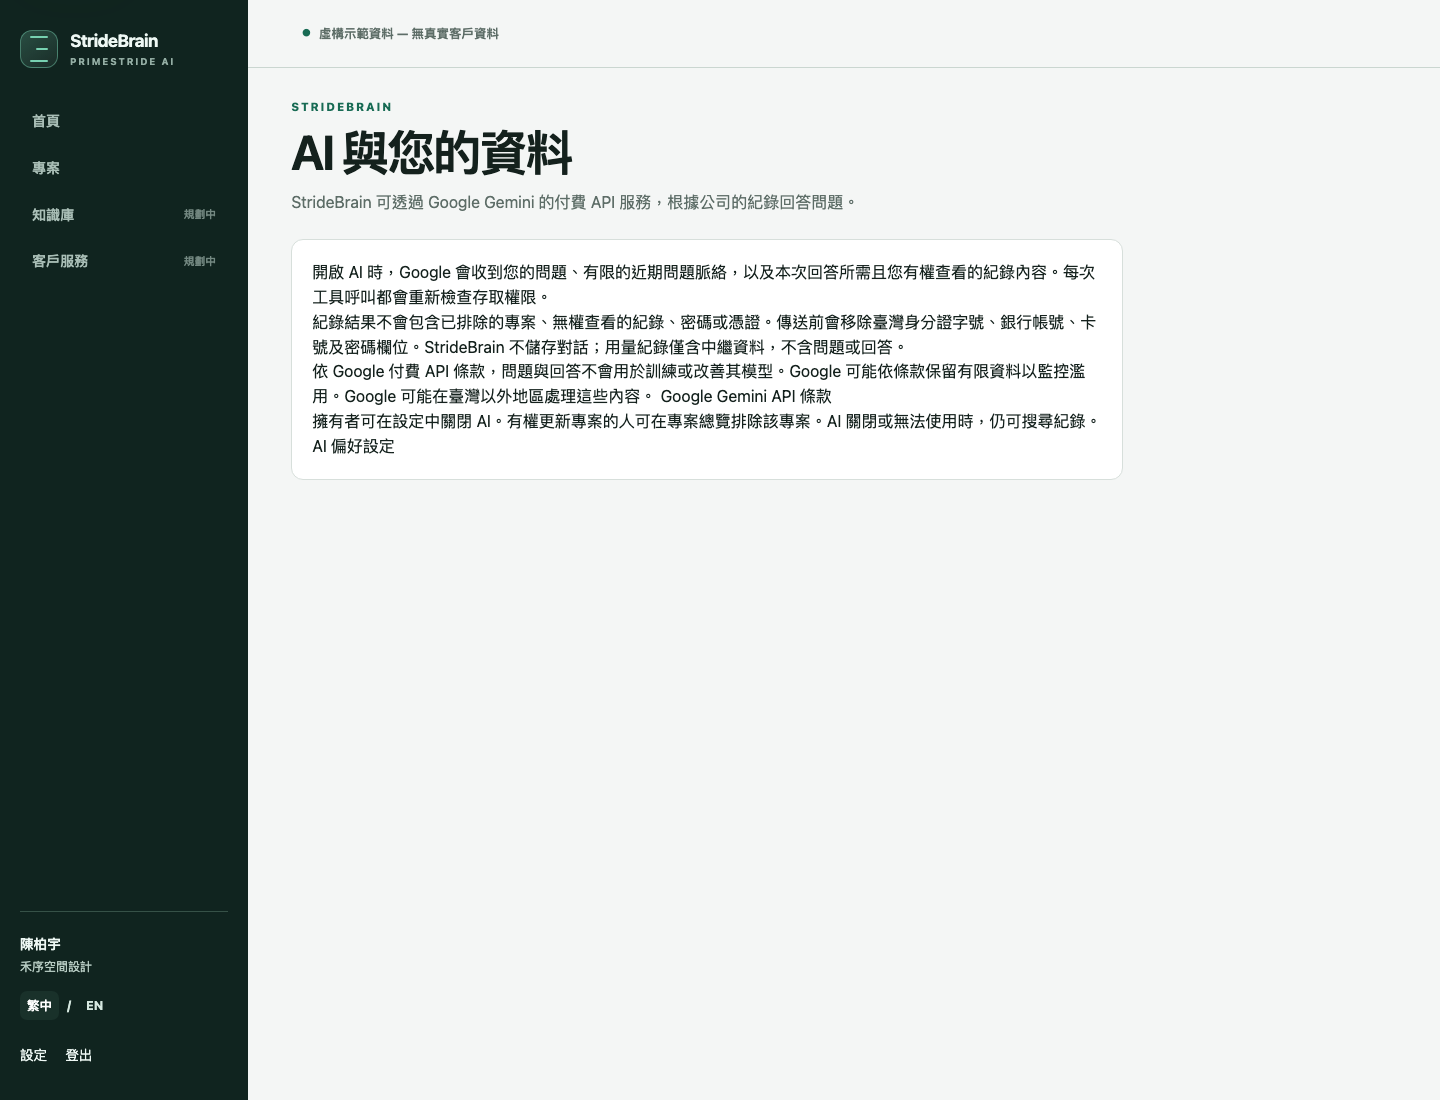 StrideBrain
PRIMESTRIDE AI
首頁
專案
知識庫 規劃中
客戶服務 規劃中
陳柏宇
禾序空間設計
繁中 / EN
設定 登出
虛構示範資料 — 無真實客戶資料
STRIDEBRAIN
AI 與您的資料
StrideBrain 可透過 Google Gemini 的付費 API 服務，根據公司的紀錄回答問題。
開啟 AI 時，Google 會收到您的問題、有限的近期問題脈絡，以及本次回答所需且您有權查看的紀錄內容。每次
工具呼叫都會重新檢查存取權限。
紀錄結果不會包含已排除的專案、無權查看的紀錄、密碼或憑證。傳送前會移除臺灣身分證字號、銀行帳號、卡
號及密碼欄位。StrideBrain 不儲存對話；用量紀錄僅含中繼資料，不含問題或回答。
依 Google 付費 API 條款，問題與回答不會用於訓練或改善其模型。Google 可能依條款保留有限資料以監控濫
用。Google 可能在臺灣以外地區處理這些內容。 Google Gemini API 條款
擁有者可在設定中關閉 AI。有權更新專案的人可在專案總覽排除該專案。AI 關閉或無法使用時，仍可搜尋紀錄。
AI 偏好設定